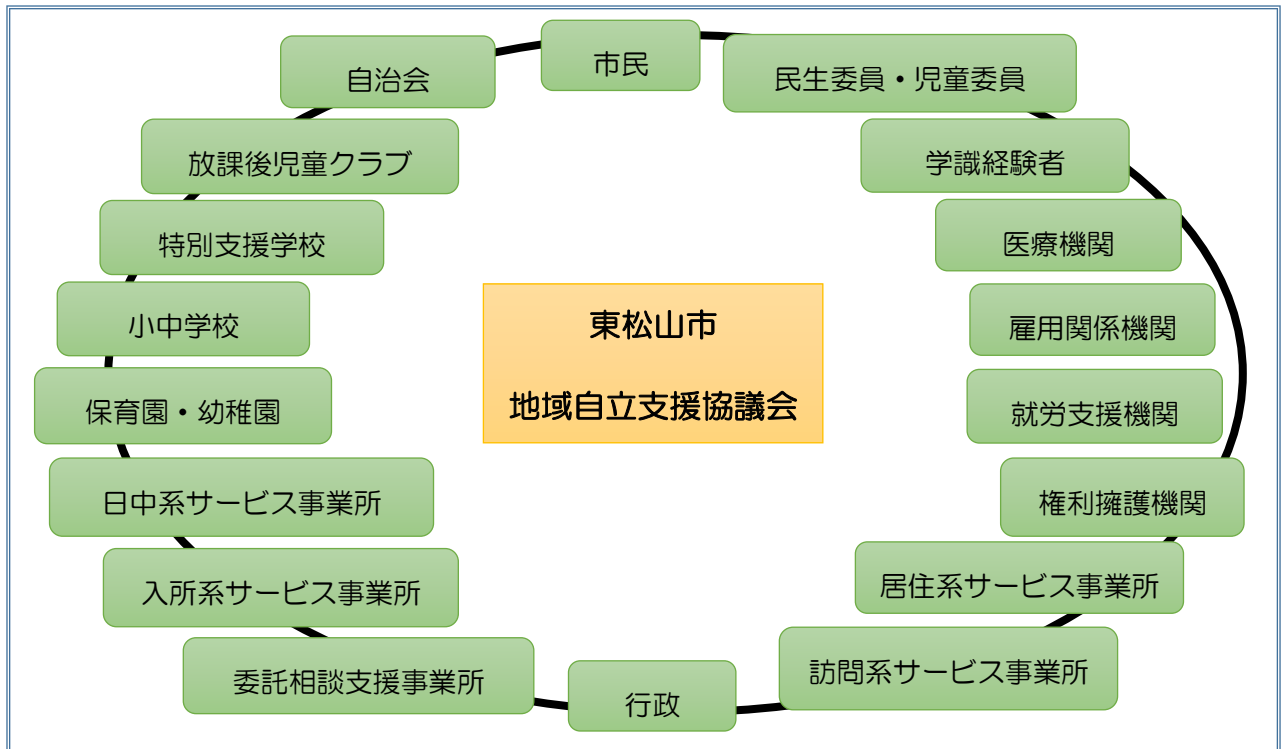 市民
自治会
民生委員・児童委員
放課後児童クラブ
学識経験者
特別支援学校
医療機関
小中学校
東松山市
地域自立支援協議会
雇用関係機関
保育園・幼稚園
就労支援機関
日中系サービス事業所
権利擁護機関
入所系サービス事業所
居住系サービス事業所
委託相談支援事業所
行政
訪問系サービス事業所